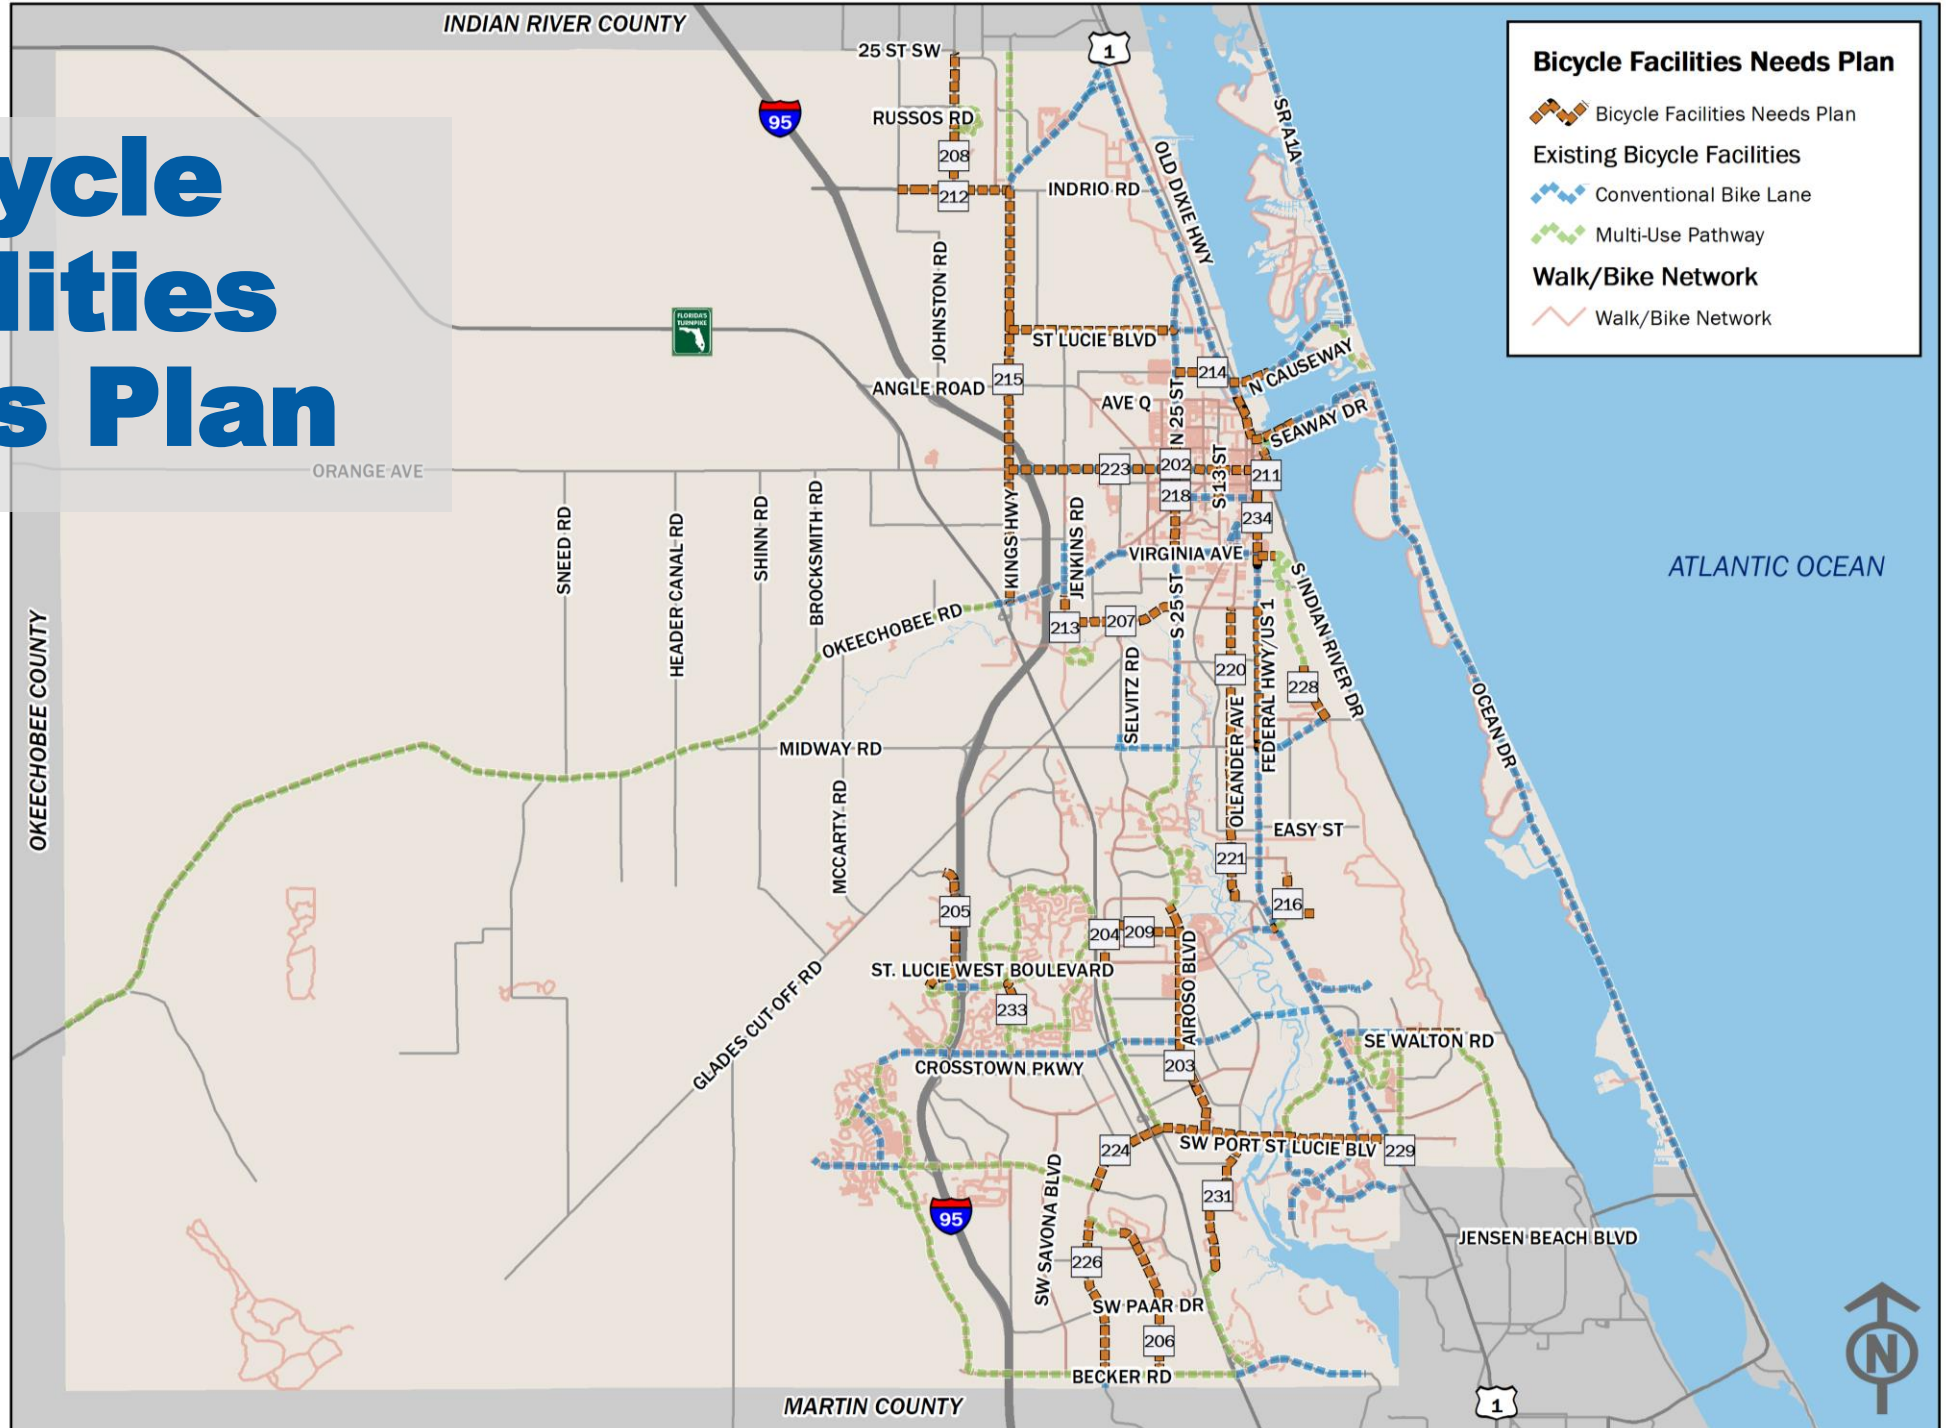 ycle
lities
s Plan
INDIAN RIVER COUNTY
25 ST SW
1
95
RUSSOS RD
208
212
INDRIO RD
OLD DIXIE HWY
SR A1A
Bicycle Facilities Needs Plan
Bicycle Facilities Needs Plan
Existing Bicycle Facilities
Conventional Bike Lane
Multi-Use Pathway
Walk/Bike Network
Walk/Bike Network
FLORIDA'S
TURNPIKE
JOHNSTON RD
ST LUCIE BLVD
ANGLE ROAD
215
214
N CAUSEWAY
AVE Q
N 25 ST
SEAWAY DR
ORANGE AVE
223
202
S 13 ST
211
218
234
SNEED RD
HEADER CANAL RD
SHINN RD
BROCKSMITH RD
KINGS HWY
JENKINS RD
VIRGINIA AVE
ATLANTIC OCEAN
OKEECHOBEE COUNTY
OKEECHOBEE RD
213
207
S 25 ST
S INDIAN RIVER DR
220
FEDERAL HWY/US 1
228
SELVITZ RD
OLEANDER AVE
OCEAN DR
MIDWAY RD
MCCARTY RD
EASY ST
221
216
205
204
209
ST. LUCIE WEST BOULEVARD
AIROSO BLVD
233
GLADES CUT OFF RD
SE WALTON RD
CROSSTOWN PKWY
203
224
SW PORT ST LUCIE BLV
229
SW SAVONA BLVD
231
95
JENSEN BEACH BLVD
226
SW PAAR DR
206
BECKER RD
MARTIN COUNTY
1
N